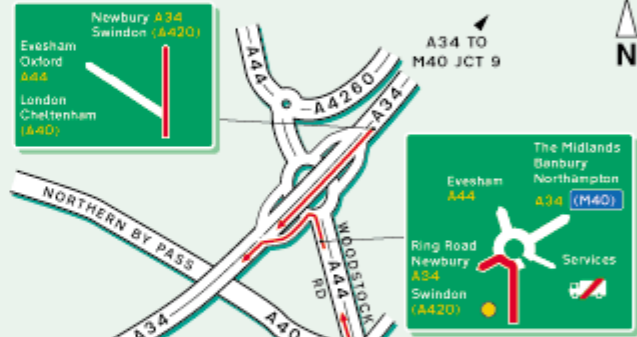 Newbury A34
Swindon (A420)
Evesham
Oxford
A44
London
Cheltenham
(A40)
A44
A4260
A34
A34 TO
M40 JCT 9
N
The Midlands
Banbury
Northampton
A34 (M40)
Evesham
A44
Ring Road
Newbury
A34
Swindon
(A420)
Services
NORTHERN BY PASS
WOODSTOCK
RD
A44
A34
A40